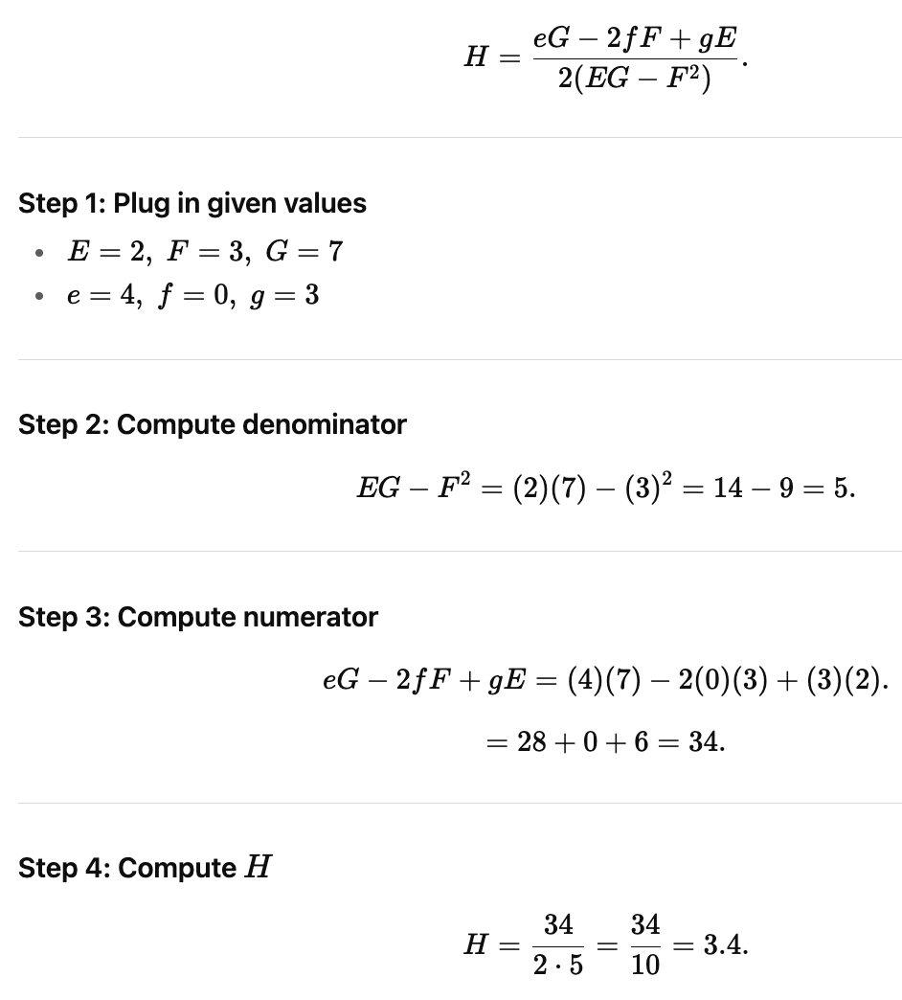 H = \frac{eG - 2fF + gE}{2(EG - F^2)}.
Step 1: Plug in given values
• E = 2, F = 3, G = 7
• e = 4, f = 0, g = 3
Step 2: Compute denominator
EG - F^2 = (2)(7) - (3)^2 = 14 - 9 = 5.
Step 3: Compute numerator
eG - 2fF + gE = (4)(7) - 2(0)(3) + (3)(2).
= 28 + 0 + 6 = 34.
Step 4: Compute H
H = \frac{34}{2 \cdot 5} = \frac{34}{10} = 3.4.